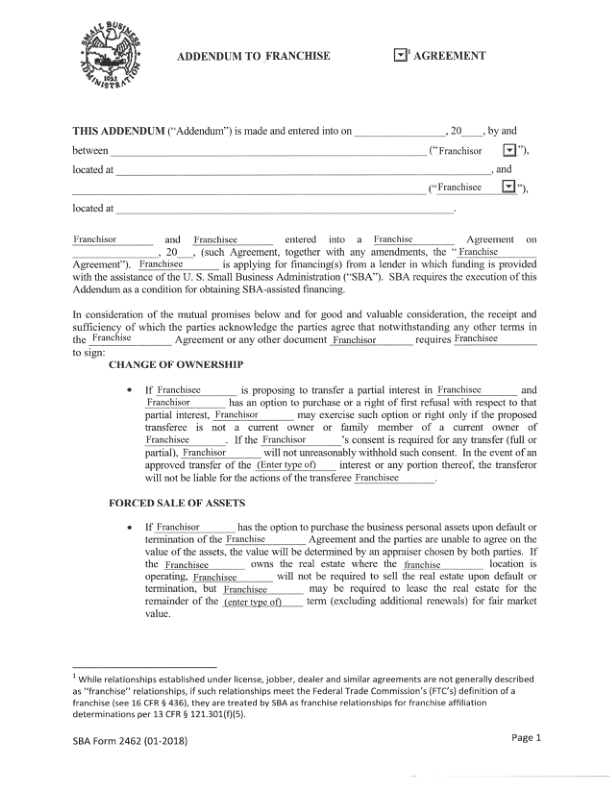 SMALL BUSINESS
ADMINISTRATION
1953
ADDENDUM TO FRANCHISE ¹ AGREEMENT
THIS ADDENDUM (“Addendum”) is made and entered into on _________________, 20____, by and
between ____________________________________________ (“Franchisor ”),
located at ____________________________________________, and
____________________________________________ (“Franchisee ”),
located at ____________________________________________.
Franchisor and Franchisee entered into a Franchise Agreement on
_______________, 20___, (such Agreement, together with any amendments, the “Franchise
Agreement”). Franchisee is applying for financing(s) from a lender in which funding is provided
with the assistance of the U. S. Small Business Administration (“SBA”). SBA requires the execution of this
Addendum as a condition for obtaining SBA-assisted financing.
In consideration of the mutual promises below and for good and valuable consideration, the receipt and
sufficiency of which the parties acknowledge the parties agree that notwithstanding any other terms in
the Franchise Agreement or any other document Franchisor requires Franchisee
to sign:
CHANGE OF OWNERSHIP
• If Franchisee is proposing to transfer a partial interest in Franchisee and
Franchisor has an option to purchase or a right of first refusal with respect to that
partial interest, Franchisor may exercise such option or right only if the proposed
transferee is not a current owner or family member of a current owner of
Franchisee. If the Franchisor ’s consent is required for any transfer (full or
partial), Franchisor will not unreasonably withhold such consent. In the event of an
approved transfer of the (Enter type of) interest or any portion thereof, the transferor
will not be liable for the actions of the transferee Franchisee.
FORCED SALE OF ASSETS
• If Franchisor has the option to purchase the business personal assets upon default or
termination of the Franchise Agreement and the parties are unable to agree on the
value of the assets, the value will be determined by an appraiser chosen by both parties. If
the Franchisee owns the real estate where the franchise location is
operating, Franchisee will not be required to sell the real estate upon default or
termination, but Franchisee may be required to lease the real estate for the
remainder of the (enter type of) term (excluding additional renewals) for fair market
value.
¹ While relationships established under license, jobber, dealer and similar agreements are not generally described
as ‘‘franchise’’ relationships, if such relationships meet the Federal Trade Commission’s (FTC’s) definition of a
franchise (see 16 CFR § 436), they are treated by SBA as franchise relationships for franchise affiliation
determinations per 13 CFR § 121.301(f)(5).
SBA Form 2462 (01-2018) Page 1